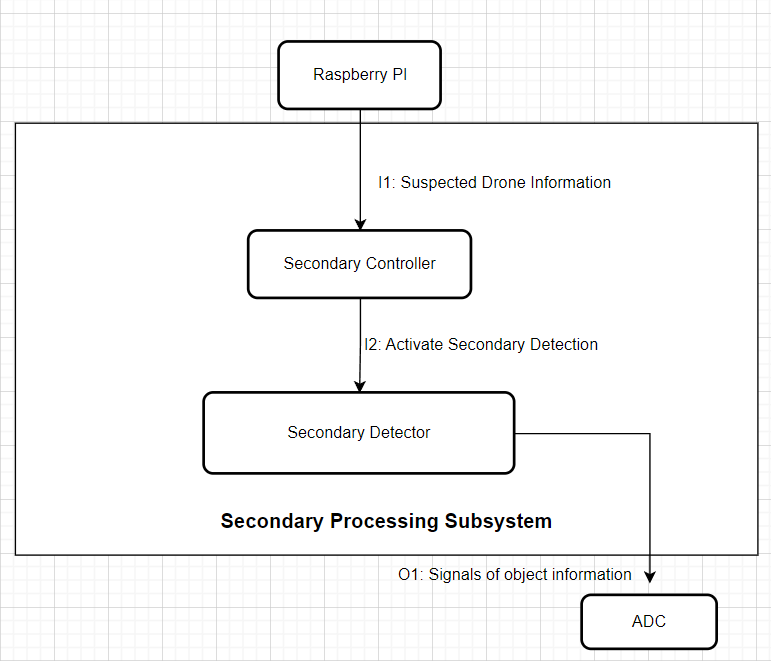 Raspberry PI
I1: Suspected Drone Information
Secondary Controller
I2: Activate Secondary Detection
Secondary Detector
Secondary Processing Subsystem
O1: Signals of object information
ADC